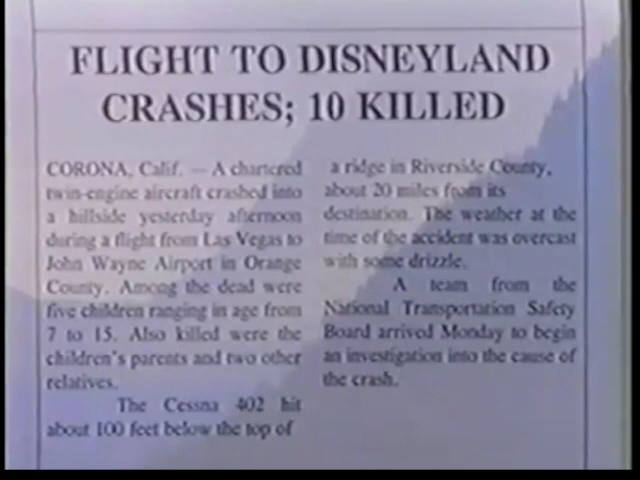 FLIGHT TO DISNEYLAND
CRASHES; 10 KILLED
CORONA, Calif. — A chartered
twin-engine aircraft crashed into
a hillside yesterday afternoon
during a flight from Las Vegas to
John Wayne Airport in Orange
County. Among the dead were
five children ranging in age from
7 to 15. Also killed were the
children's parents and two other
relatives.
The Cessna 402 hit
about 100 feet below the top of
a ridge in Riverside County,
about 20 miles from its
destination. The weather at the
time of the accident was overcast
with some drizzle.
A team from the
National Transportation Safety
Board arrived Monday to begin
an investigation into the cause of
the crash.